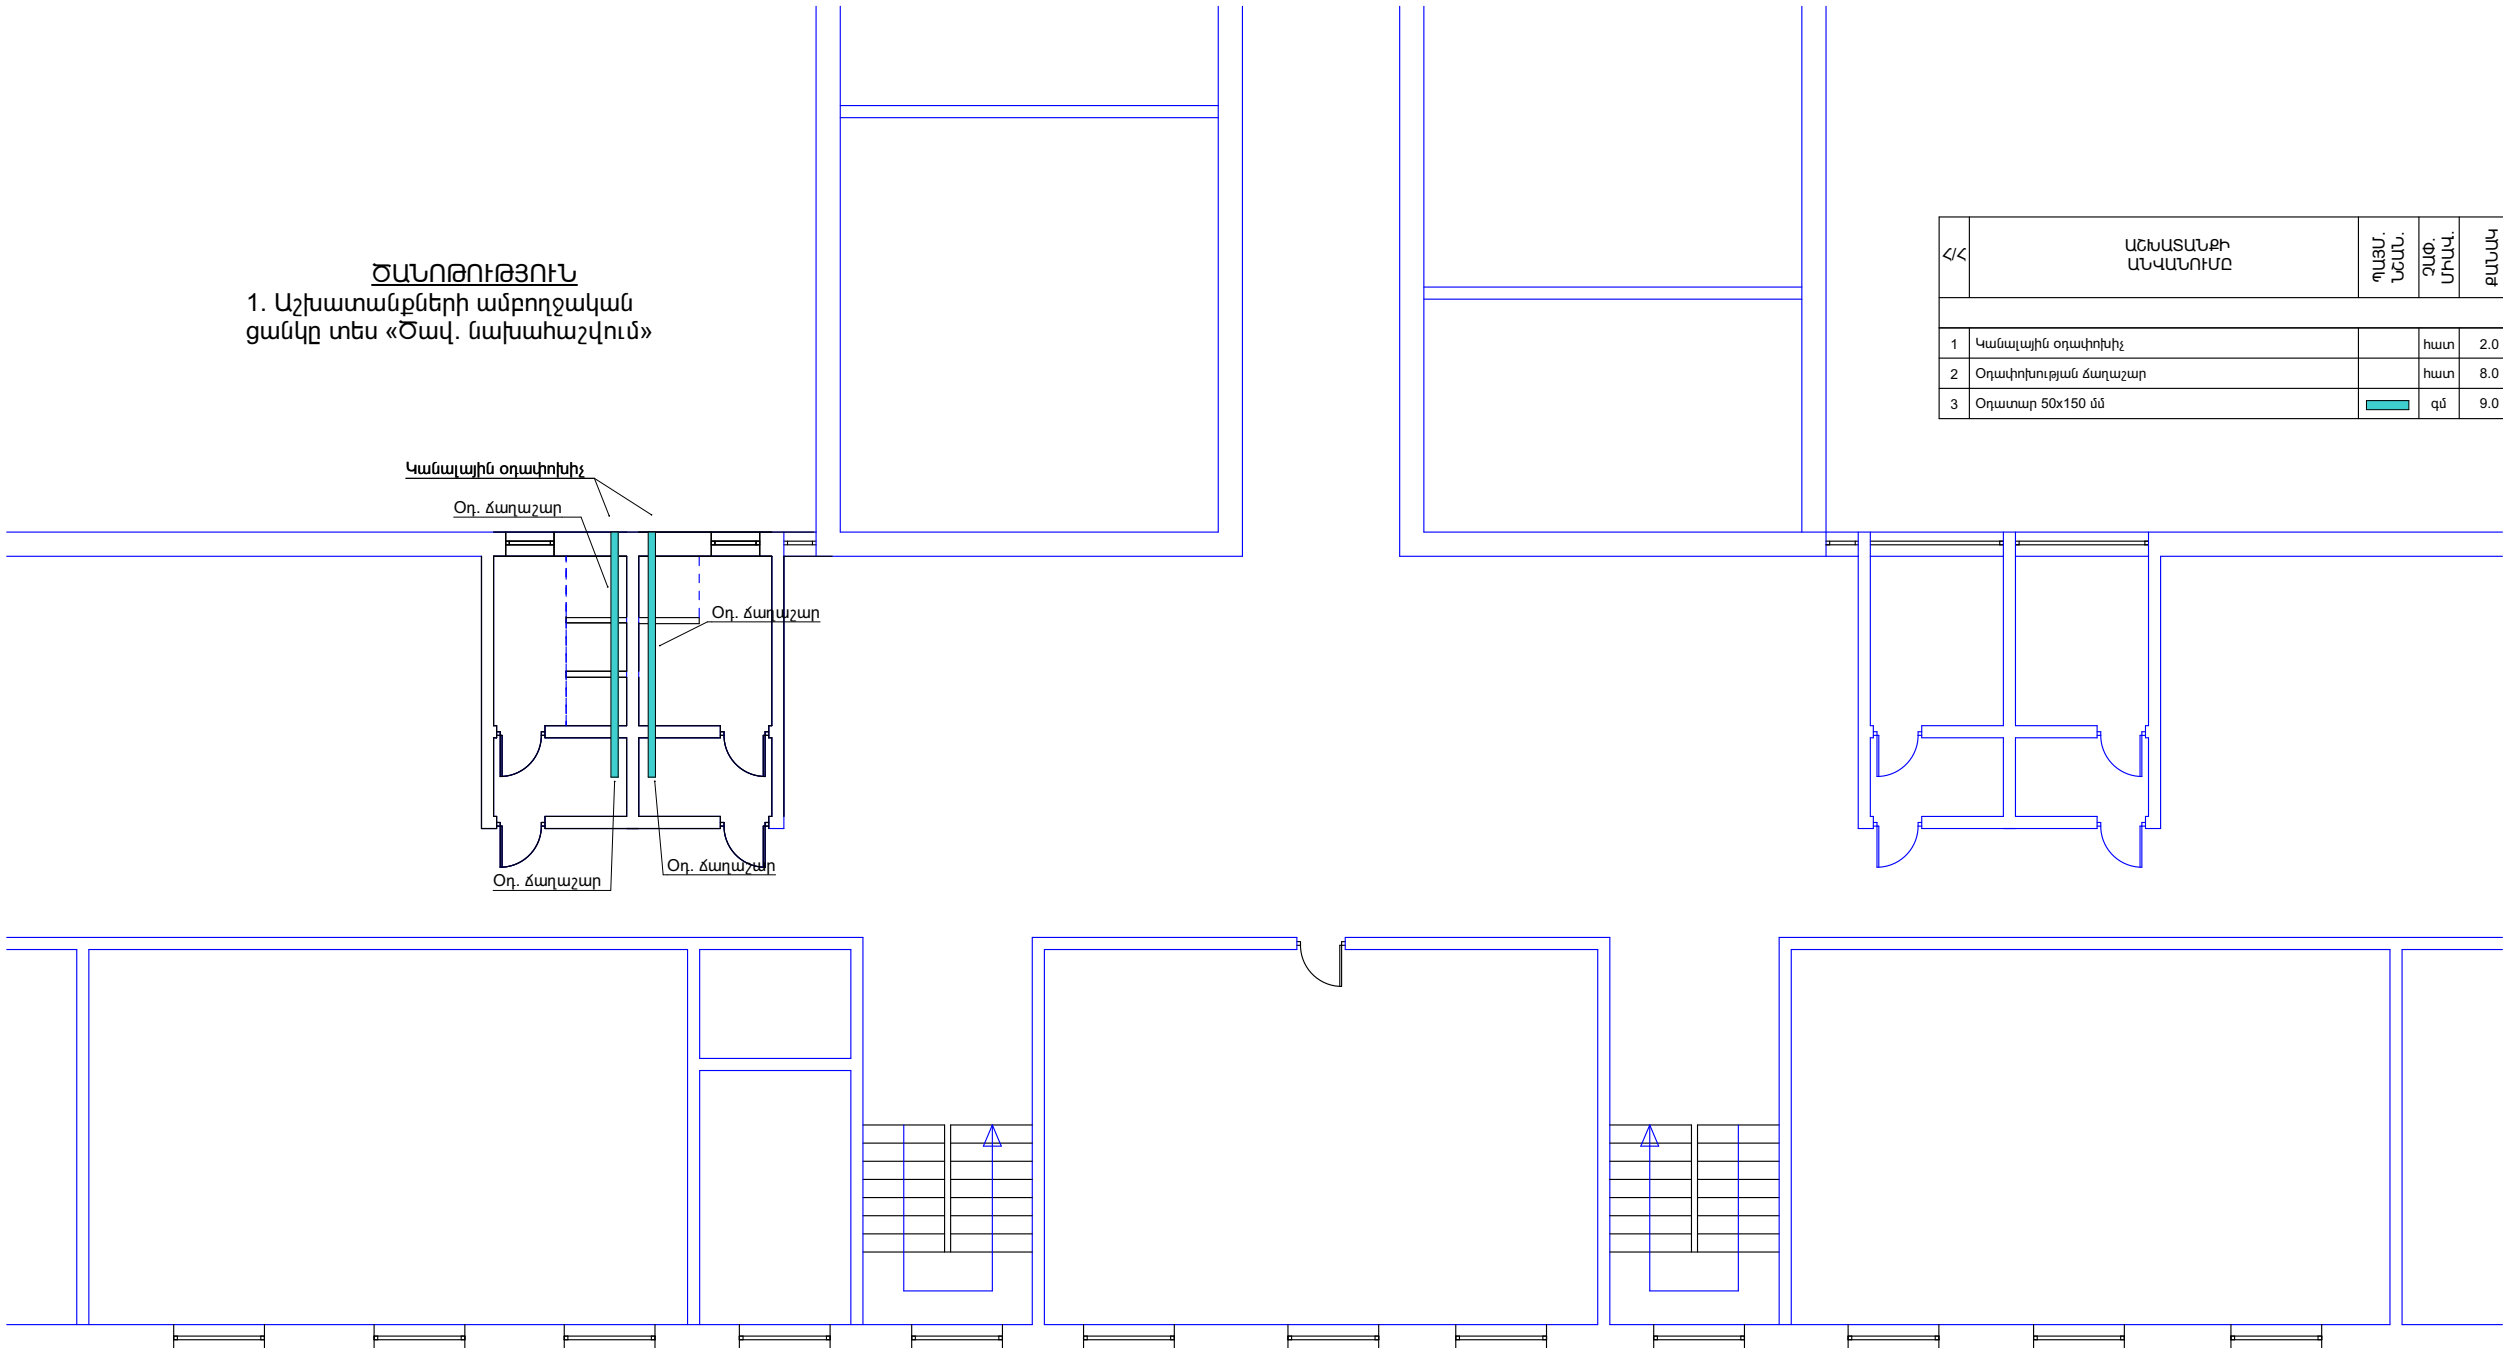 ԾԱՆՈԹՈՒԹՅՈՒՆ
1. Աշխատանքների ամբողջական
ցանկը տես «Ծավ. նախահաշվում»
Հ/Հ
ԱՇԽԱՏԱՆՔԻ
ԱՆՎԱՆՈՒՄԸ
ՊԱՅՄ.
ՆՇԱՆ.
ՉԱՓ.
ՄԻԱՎ.
ՔԱՆԱԿ
1 Կանալային օդափոխիչ հատ 2.0
2 Օդափոխության ճաղաշար հատ 8.0
3 Օդատար 50x150 մմ գմ 9.0
Կանալային օդափոխիչ
Օդ. ճաղաշար
Օդ. ճաղաշար
Օդ. ճաղաշար
Օդ. ճաղաշար